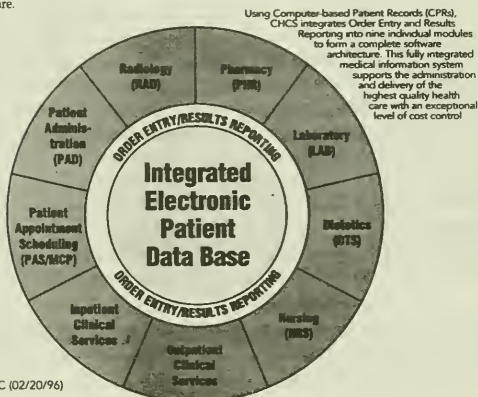 are.
Using Computer-based Patient Records (CPRs),
CHCS integrates Order Entry and Results
Reporting into nine individual modules
to form a complete software
architecture. This fully integrated
medical information system
supports the administration
and delivery of the
highest quality health
care with an exceptional
level of cost control
Radiology
(RAD)
Pharmacy
(PHR)
Patient
Adminis-
tration
(PAD)
Laboratory
(LAB)
ORDER ENTRY/RESULTS REPORTING
Integrated
Electronic
Patient
Data Base
Patient
Appointment
Scheduling
(PAS/MCP)
Dietetics
(DTS)
ORDER ENTRY/RESULTS REPORTING
Inpatient
Clinical
Services
Nursing
(NRS)
Outpatient
Clinical
Services
C (02/20/96)